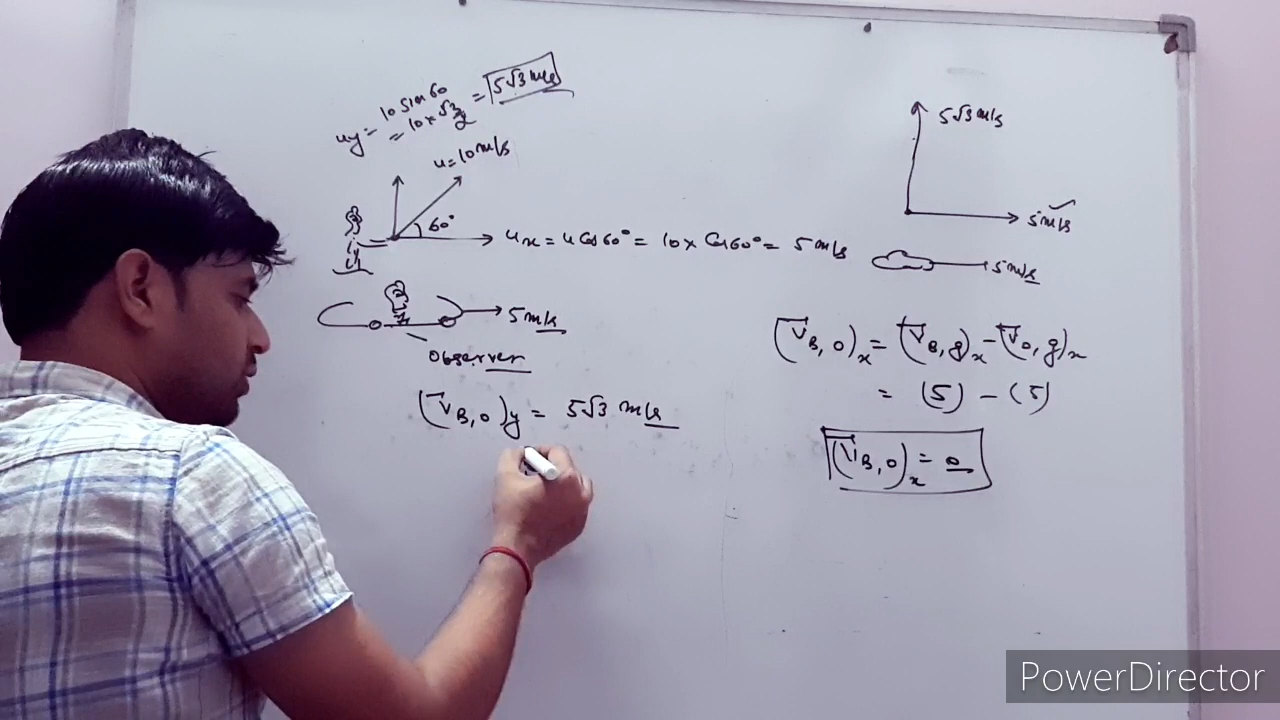 uy = 10 sin 60
= 10 × √3/2 = 5√3 m/s
u = 10 m/s
60°
ux = u Cos 60° = 10 × Cos 60° = 5 m/s
5 m/s
observer
(V⃗B,O)y = 5√3 m/s
5√3 m/s
5 m/s
5 m/s
(V⃗B,O)x = (V⃗B,g)x - (V⃗O,g)x
= (5) - (5)
(V⃗B,O)x = 0
PowerDirector